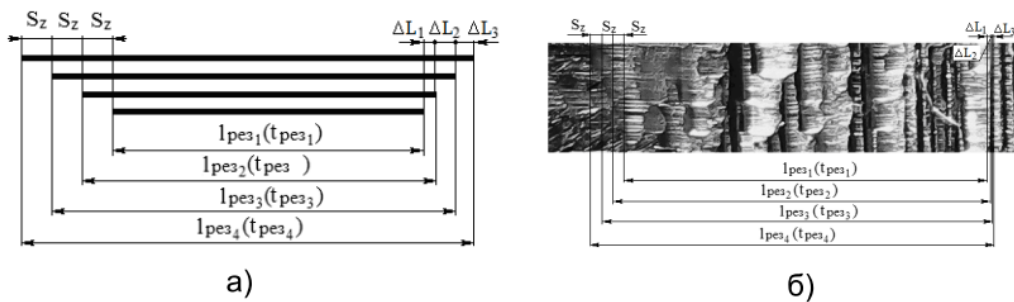 Sz Sz Sz ΔL1 ΔL2 ΔL3
lрез1(tрез1)
lрез2(tрез )
lрез3(tрез3)
lрез4(tрез4)
а)
Sz Sz Sz ΔL1 ΔL3
ΔL2
lрез1(tрез1)
lрез2(tрез2)
lрез3(tрез3)
lрез4(tрез4)
б)